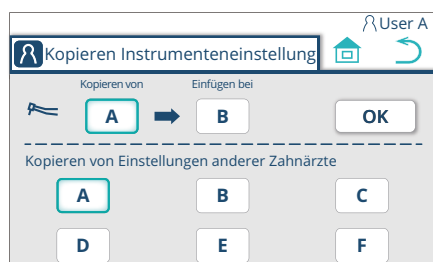 User A
Kopieren Instrumenteneinstellung
Kopieren von Einfügen bei
A B OK
Kopieren von Einstellungen anderer Zahnärzte
A B C
D E F